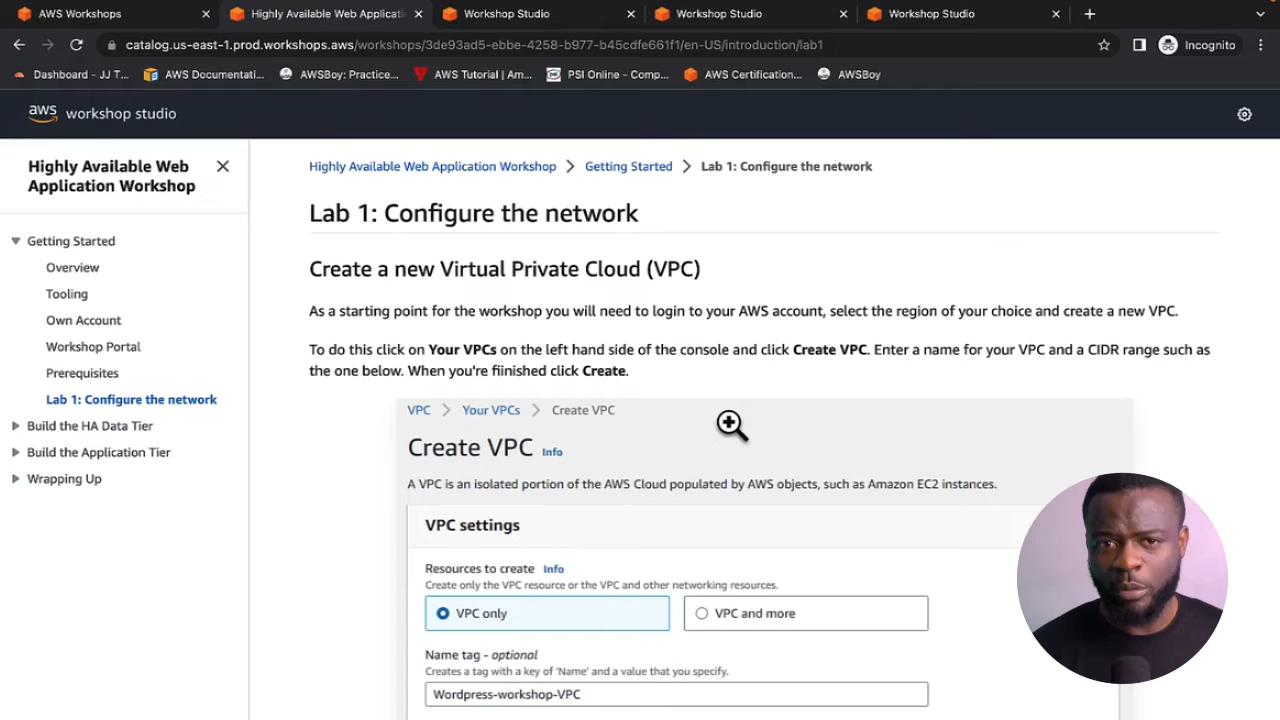 AWS Workshops
Highly Available Web Applicati
Workshop Studio
Workshop Studio
Workshop Studio
catalog.us-east-1.prod.workshops.aws/workshops/3de93ad5-ebbe-4258-b977-b45cdfe661f1/en-US/introduction/lab1
Incognito
Dashboard - JJ T...
AWS Documentati...
AWSBoy: Practice...
AWS Tutorial | Am...
PSI Online - Comp...
AWS Certification...
AWSBoy
aws workshop studio
Highly Available Web
Application Workshop
Getting Started
Overview
Tooling
Own Account
Workshop Portal
Prerequisites
Lab 1: Configure the network
Build the HA Data Tier
Build the Application Tier
Wrapping Up
Highly Available Web Application Workshop > Getting Started > Lab 1: Configure the network
Lab 1: Configure the network
Create a new Virtual Private Cloud (VPC)
As a starting point for the workshop you will need to login to your AWS account, select the region of your choice and create a new VPC.
To do this click on Your VPCs on the left hand side of the console and click Create VPC. Enter a name for your VPC and a CIDR range such as
the one below. When you're fiinished click Create.
VPC > Your VPCs > Create VPC
Create VPC Info
A VPC is an isolated portion of the AWS Cloud populated by AWS objects, such as Amazon EC2 instances.
VPC settings
Resources to create Info
Create only the VPC resource or the VPC and other networking resources.
VPC only
VPC and more
Name tag - optional
Creates a tag with a key of 'Name' and a value that you specify.
Wordpress-workshop-VPC